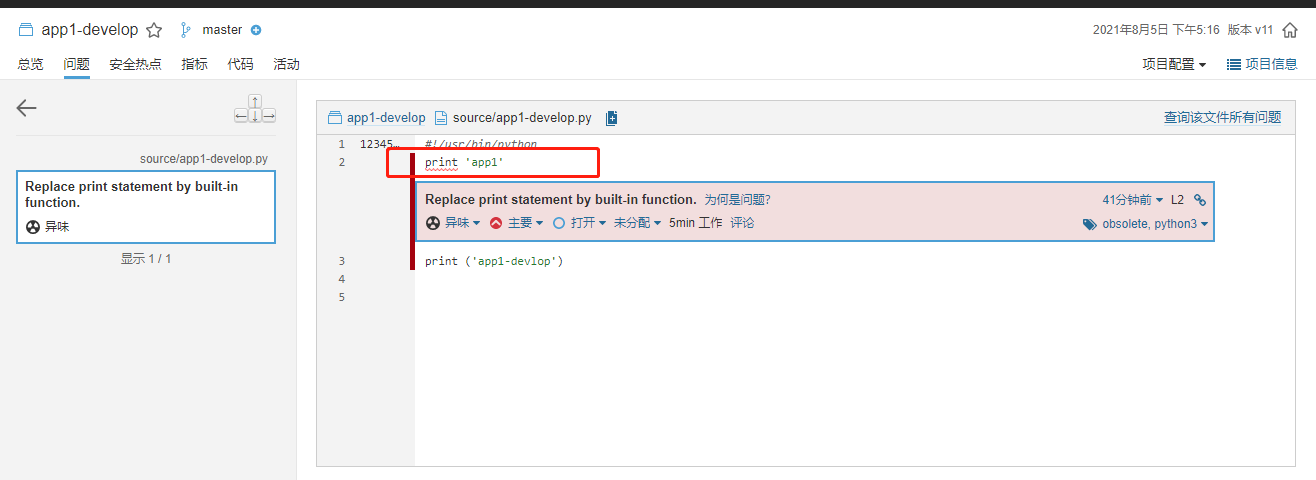 app1-develop master
2021年8月5日 下午5:16 版本 v11
总览 问题 安全热点 指标 代码 活动
项目配置 项目信息
source/app1-develop.py
Replace print statement by built-in
function.
异味
显示 1 / 1
app1-develop source/app1-develop.py 查询该文件所有问题
1 12345... #!/usr/bin/python
2 print 'app1'
Replace print statement by built-in function. 为何是问题? 41分钟前 L2
异味 主要 打开 未分配 5min 工作 评论 obsolete, python3
3 print ('app1-devlop')
4
5